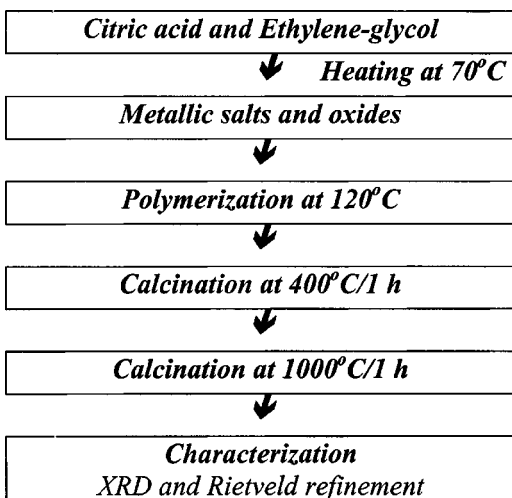 Citric acid and Ethylene-glycol
Heating at 70°C
Metallic salts and oxides
Polymerization at 120°C
Calcination at 400°C/1 h
Calcination at 1000°C/1 h
Characterization
XRD and Rietveld refinement